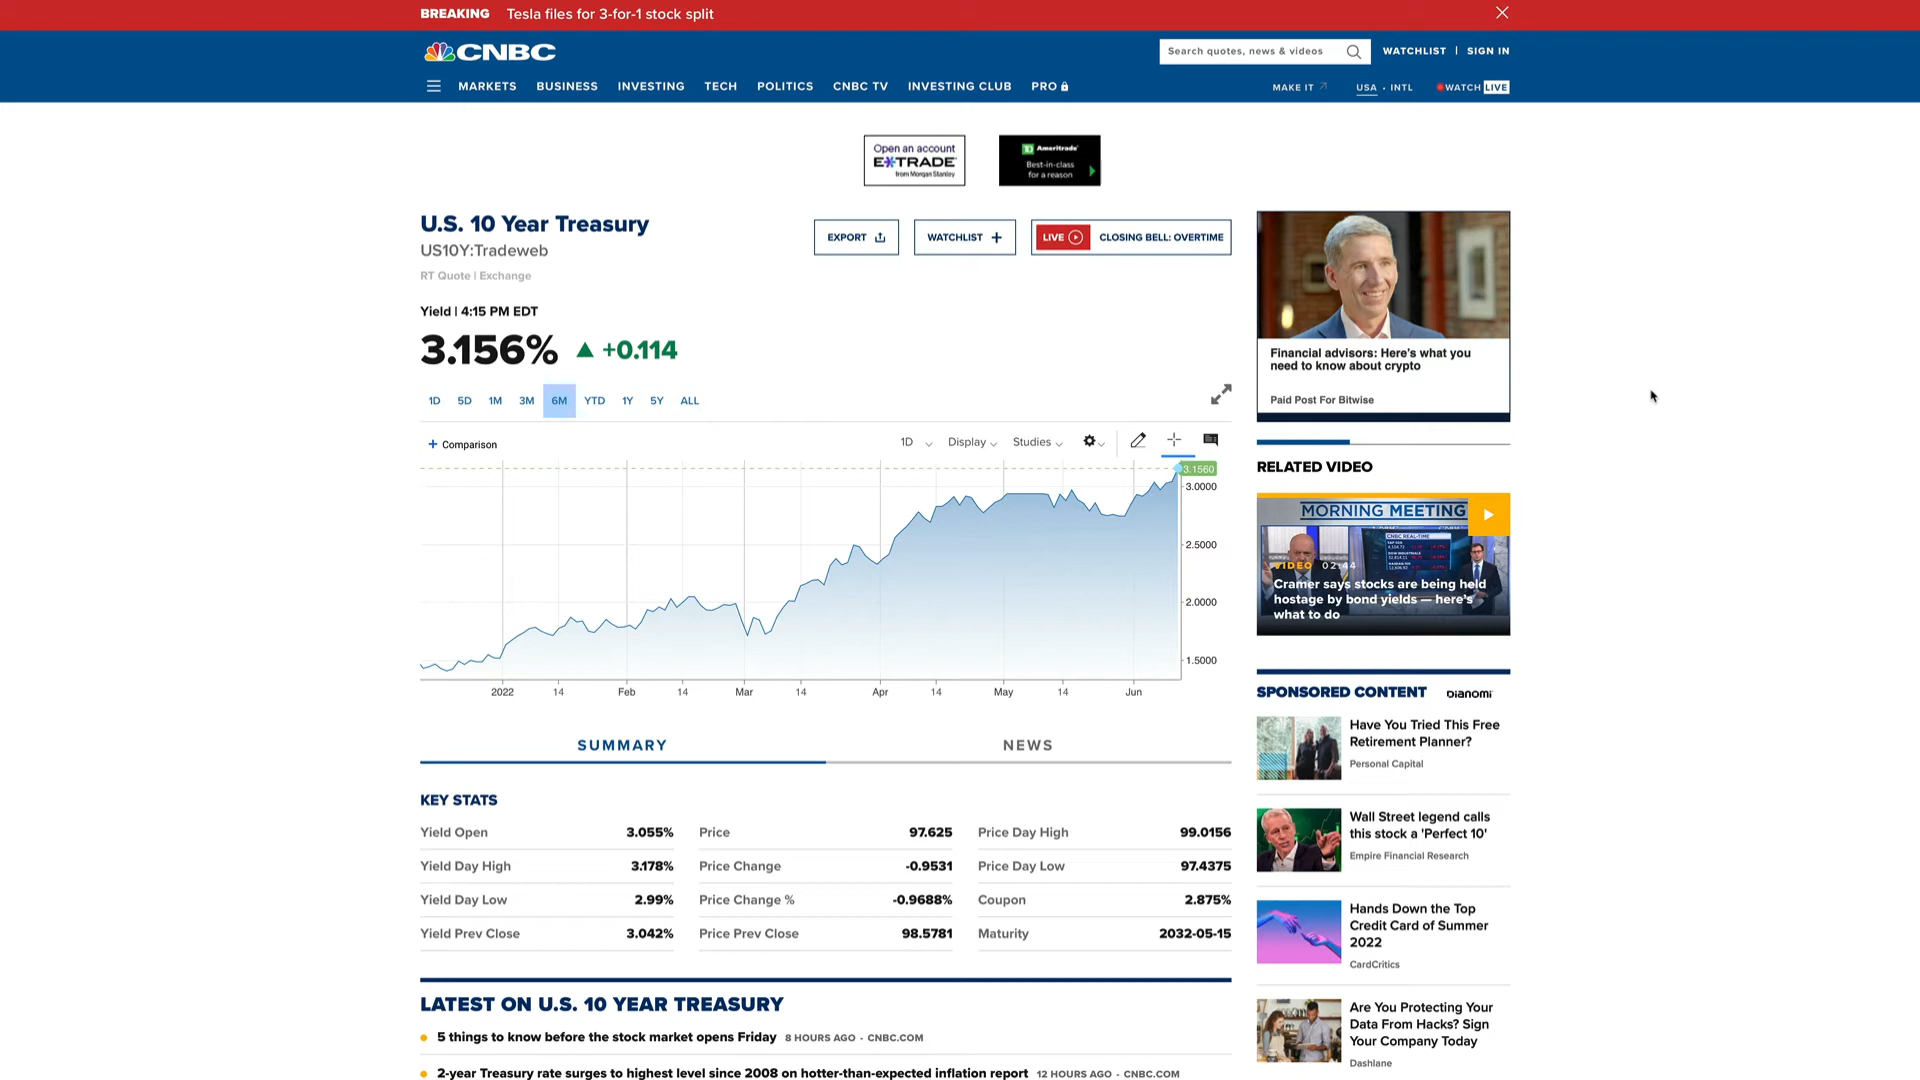 BREAKING Tesla files for 3-for-1 stock split
CNBC
Search quotes, news & videos
WATCHLIST | SIGN IN
MARKETS BUSINESS INVESTING TECH POLITICS CNBC TV INVESTING CLUB PRO
MAKE IT USA • INTL WATCH LIVE
Open an account
E*TRADE
from Morgan Stanley
TD Ameritrade
Best-in-class
for a reason
U.S. 10 Year Treasury
US10Y:Tradeweb
RT Quote | Exchange
EXPORT WATCHLIST + LIVE CLOSING BELL: OVERTIME
Yield | 4:15 PM EDT
3.156% +0.114
1D 5D 1M 3M 6M YTD 1Y 5Y ALL
+ Comparison
1D Display Studies
3.1560
3.0000
2.5000
2.0000
1.5000
2022 14 Feb 14 Mar 14 Apr 14 May 14 Jun
SUMMARY NEWS
KEY STATS
Yield Open 3.055% Price 97.625 Price Day High 99.0156
Yield Day High 3.178% Price Change -0.9531 Price Day Low 97.4375
Yield Day Low 2.99% Price Change % -0.9688% Coupon 2.875%
Yield Prev Close 3.042% Price Prev Close 98.5781 Maturity 2032-05-15
LATEST ON U.S. 10 YEAR TREASURY
5 things to know before the stock market opens Friday 8 HOURS AGO - CNBC.COM
2-year Treasury rate surges to highest level since 2008 on hotter-than-expected inflation report 12 HOURS AGO - CNBC.COM
Financial advisors: Here's what you
need to know about crypto
Paid Post For Bitwise
RELATED VIDEO
MORNING MEETING
CNBC REAL-TIME
VIDEO 02:44
Cramer says stocks are being held
hostage by bond yields — here's
what to do
SPONSORED CONTENT
DIANOMI
Have You Tried This Free
Retirement Planner?
Personal Capital
Wall Street legend calls
this stock a 'Perfect 10'
Empire Financial Research
Hands Down the Top
Credit Card of Summer
2022
CardCritics
Are You Protecting Your
Data From Hacks? Sign
Your Company Today
Dashlane